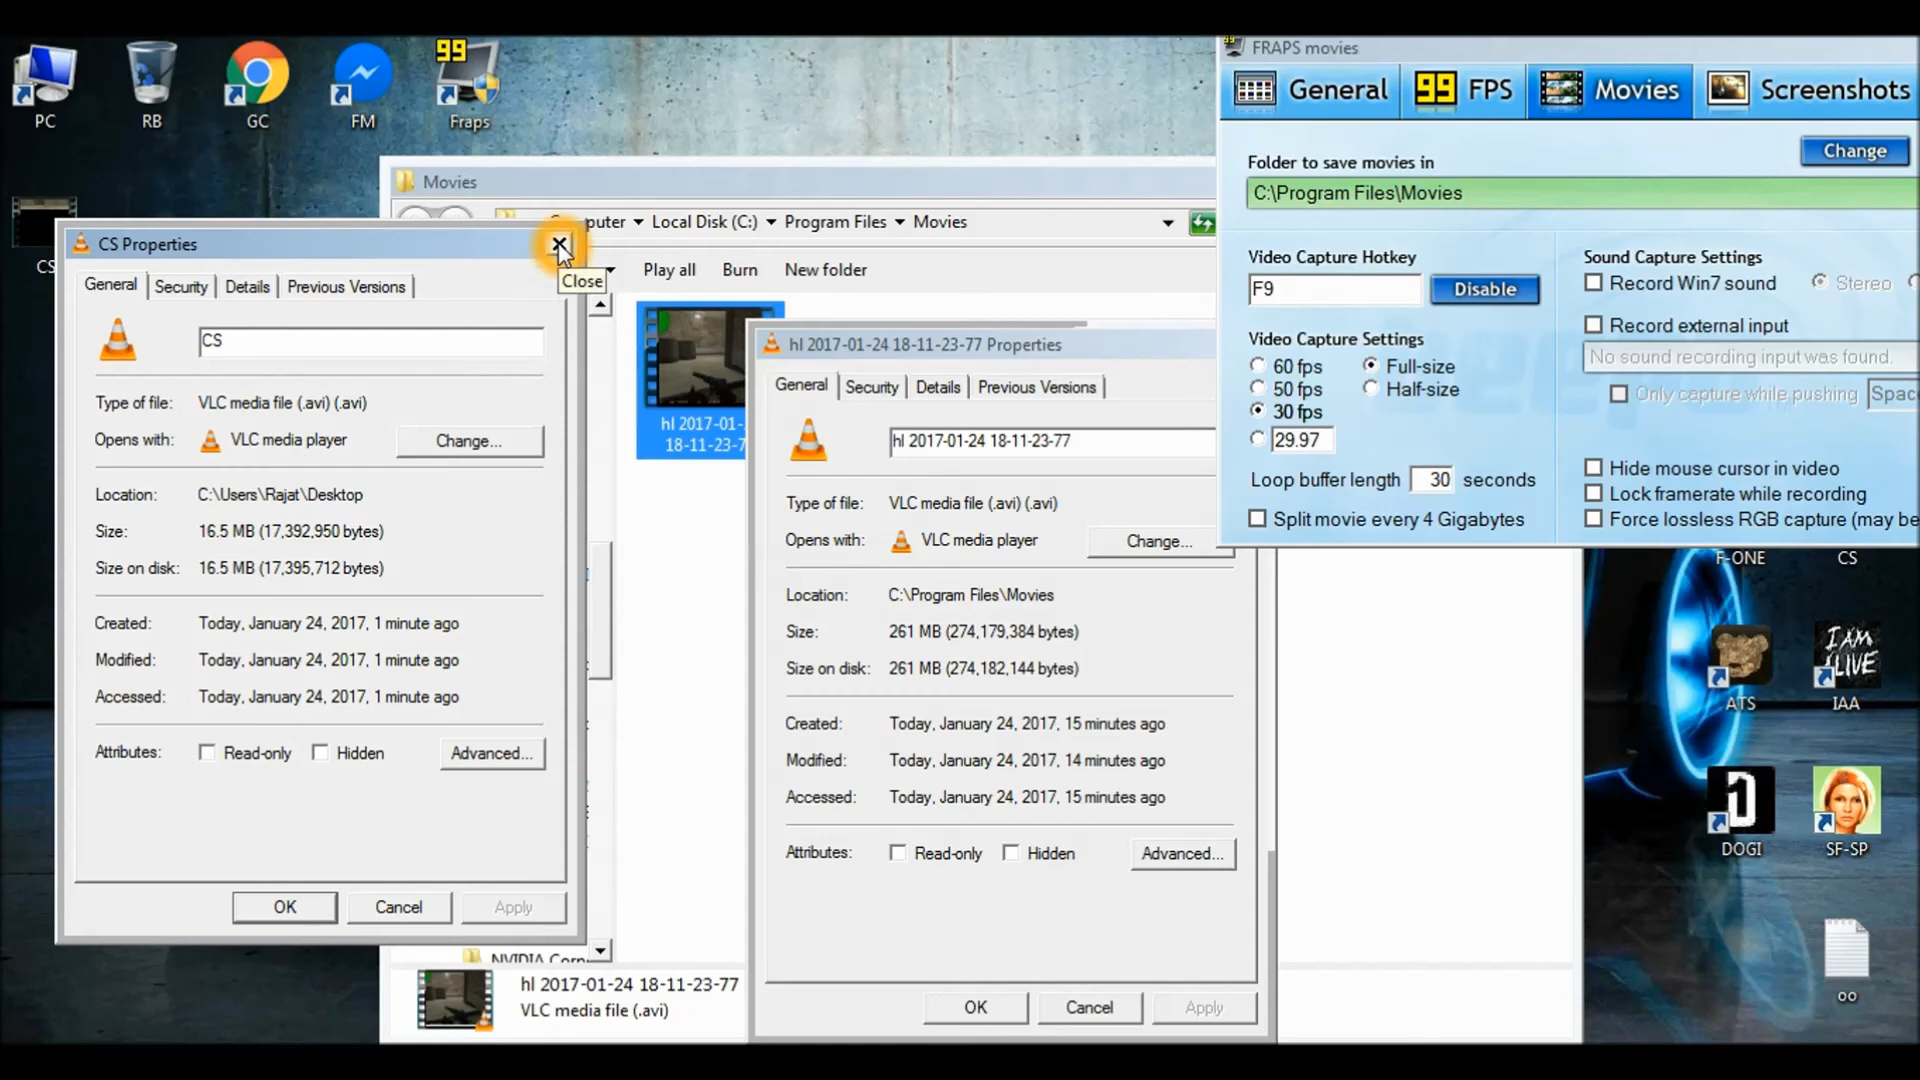 PC
RB
GC
FM
99
Fraps
CS
CS Properties
Close
General
Security
Details
Previous Versions
CS
Type of file:
VLC media file (.avi) (.avi)
Opens with:
VLC media player
Change...
Location:
C:\Users\Rajat\Desktop
Size:
16.5 MB (17,392,950 bytes)
Size on disk:
16.5 MB (17,395,712 bytes)
Created:
Today, January 24, 2017, 1 minute ago
Modified:
Today, January 24, 2017, 1 minute ago
Accessed:
Today, January 24, 2017, 1 minute ago
Attributes:
Read-only
Hidden
Advanced...
OK
Cancel
Apply
Movies
Local Disk (C:)
Program Files
Movies
Play all
Burn
New folder
hl 2017-01-
18-11-23-7
hl 2017-01-24 18-11-23-77
VLC media file (.avi)
hl 2017-01-24 18-11-23-77 Properties
General
Security
Details
Previous Versions
hl 2017-01-24 18-11-23-77
Type of file:
VLC media file (.avi) (.avi)
Opens with:
VLC media player
Change...
Location:
C:\Program Files\Movies
Size:
261 MB (274,179,384 bytes)
Size on disk:
261 MB (274,182,144 bytes)
Created:
Today, January 24, 2017, 15 minutes ago
Modified:
Today, January 24, 2017, 14 minutes ago
Accessed:
Today, January 24, 2017, 15 minutes ago
Attributes:
Read-only
Hidden
Advanced...
OK
Cancel
Apply
FRAPS movies
General
99 FPS
Movies
Screenshots
Folder to save movies in
Change
C:\Program Files\Movies
Video Capture Hotkey
F9
Disable
Video Capture Settings
60 fps
Full-size
50 fps
Half-size
30 fps
29.97
Loop buffer length 30 seconds
Split movie every 4 Gigabytes
Sound Capture Settings
Record Win7 sound
Stereo
Record external input
No sound recording input was found.
Only capture while pushing
Space
Hide mouse cursor in video
Lock framerate while recording
Force lossless RGB capture (may be
F-ONE
CS
I AM
ALIVE
ATS
IAA
1
DOGI
SF-SP
oo